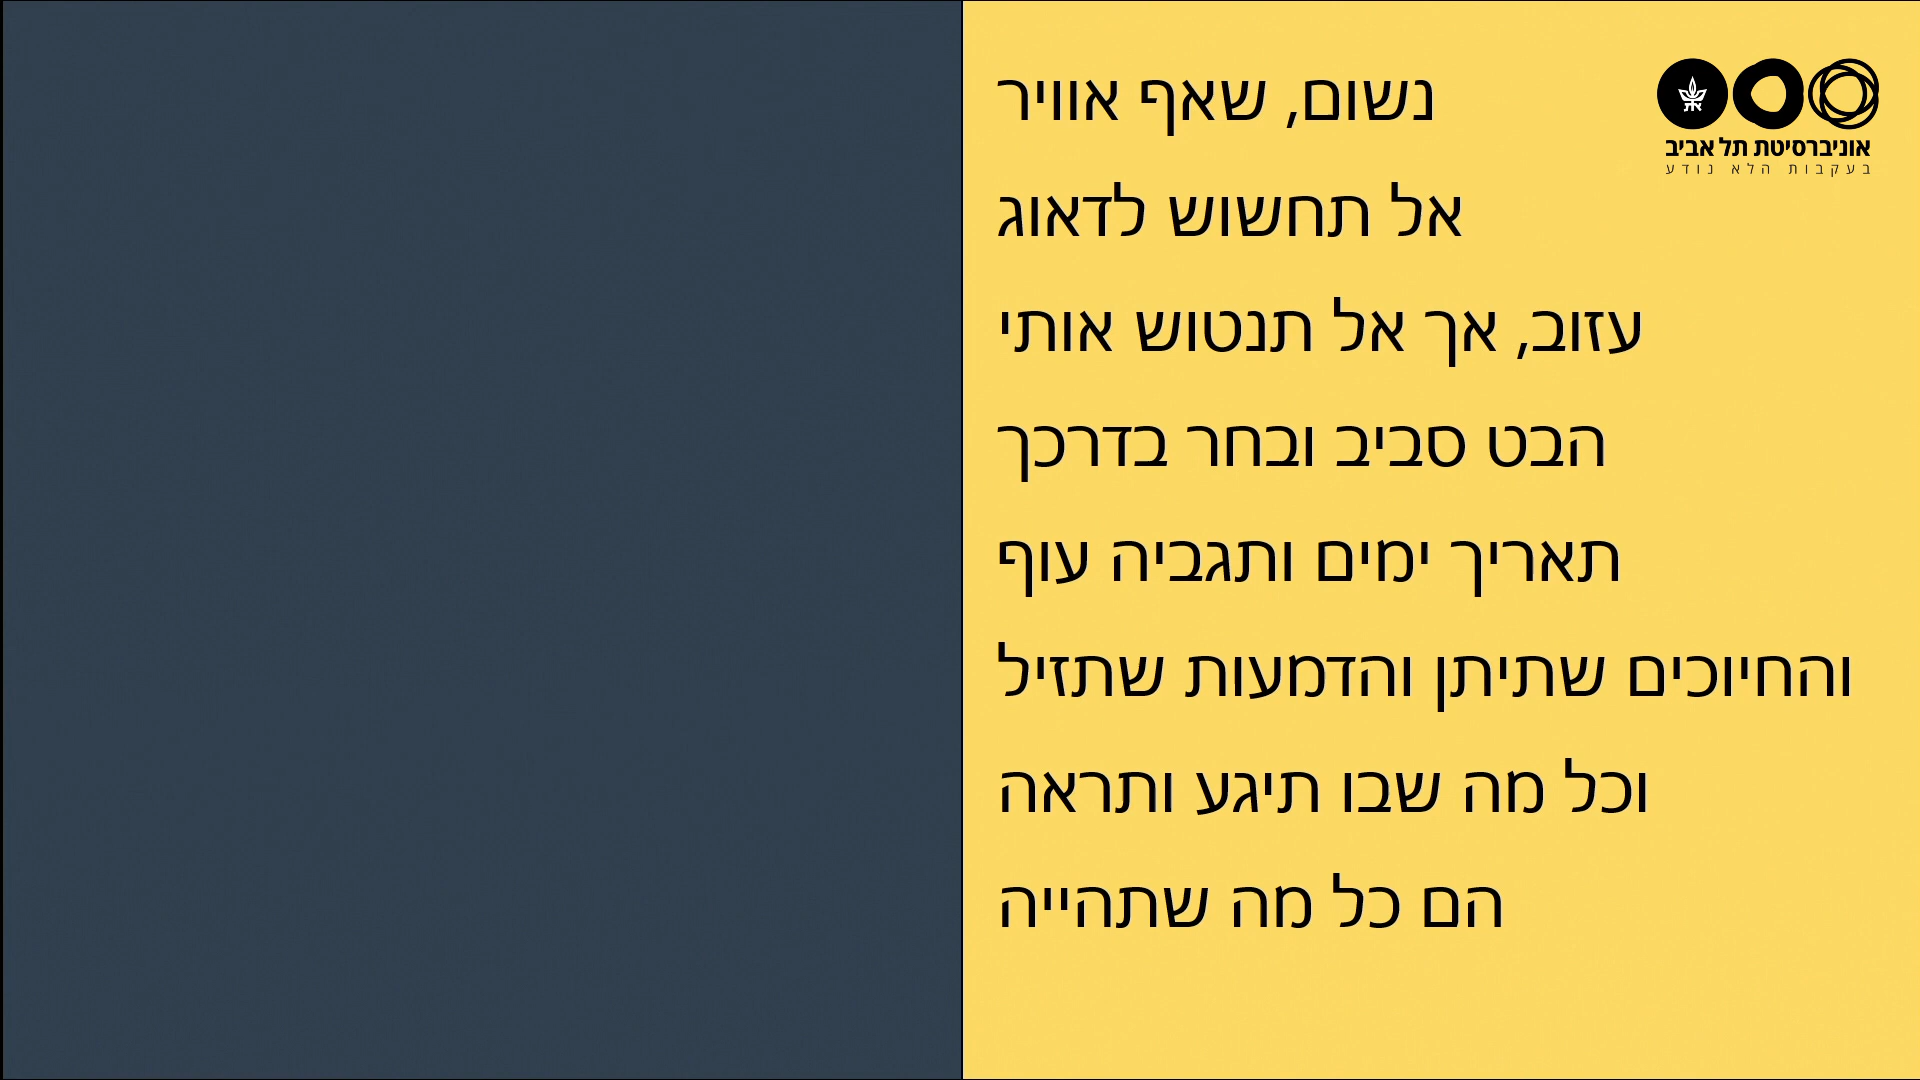 אוניברסיטת תל אביב
בעקבות הלא נודע
נשום, שאף אוויר
אל תחשוש לדאוג
עזוב, אך אל תנטוש אותי
הבט סביב ובחר בדרכך
תאריך ימים ותגביה עוף
והחיוכים שתיתן והדמעות שתזיל
וכל מה שבו תיגע ותראה
הם כל מה שתהייה